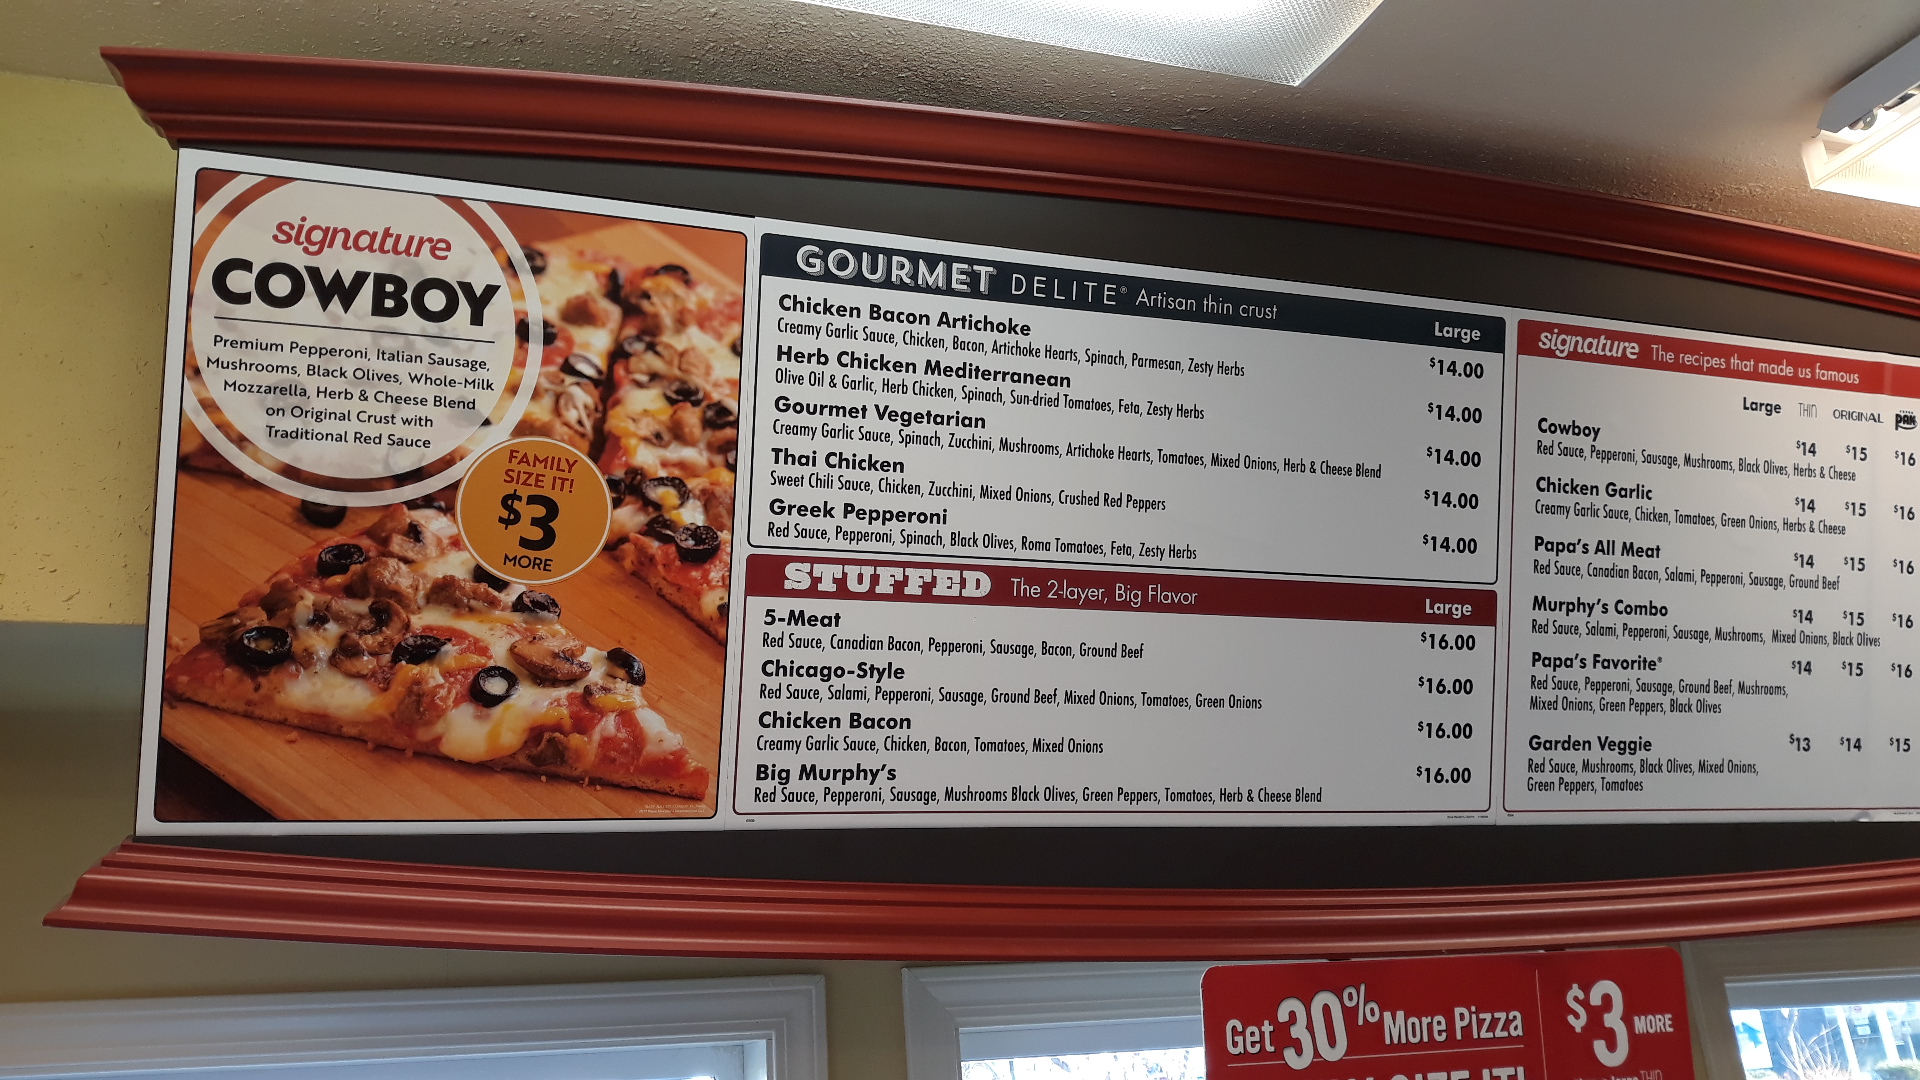 signature
COWBOY
Premium Pepperoni, Italian Sausage,
Mushrooms, Black Olives, Whole-Milk
Mozzarella, Herb & Cheese Blend
on Original Crust with
Traditional Red Sauce
FAMILY
SIZE IT!
$3
MORE
GOURMET DELITE® Artisan thin crust
Large
Chicken Bacon Artichoke $14.00
Creamy Garlic Sauce, Chicken, Bacon, Artichoke Hearts, Spinach, Parmesan, Zesty Herbs
Herb Chicken Mediterranean $14.00
Olive Oil & Garlic, Herb Chicken, Spinach, Sun-dried Tomatoes, Feta, Zesty Herbs
Gourmet Vegetarian $14.00
Creamy Garlic Sauce, Spinach, Zucchini, Mushrooms, Artichoke Hearts, Tomatoes, Mixed Onions, Herb & Cheese Blend
Thai Chicken $14.00
Sweet Chili Sauce, Chicken, Zucchini, Mixed Onions, Crushed Red Peppers
Greek Pepperoni $14.00
Red Sauce, Pepperoni, Spinach, Black Olives, Roma Tomatoes, Feta, Zesty Herbs
STUFFED The 2-layer, Big Flavor
Large
5-Meat $16.00
Red Sauce, Canadian Bacon, Pepperoni, Sausage, Bacon, Ground Beef
Chicago-Style $16.00
Red Sauce, Salami, Pepperoni, Sausage, Ground Beef, Mixed Onions, Tomatoes, Green Onions
Chicken Bacon $16.00
Creamy Garlic Sauce, Chicken, Bacon, Tomatoes, Mixed Onions
Big Murphy's $16.00
Red Sauce, Pepperoni, Sausage, Mushrooms Black Olives, Green Peppers, Tomatoes, Herb & Cheese Blend
signature The recipes that made us famous
Large THIN ORIGINAL PAN
Cowboy $14 $15 $16
Red Sauce, Pepperoni, Sausage, Mushrooms, Black Olives, Herbs & Cheese
Chicken Garlic $14 $15 $16
Creamy Garlic Sauce, Chicken, Tomatoes, Green Onions, Herbs & Cheese
Papa's All Meat $14 $15 $16
Red Sauce, Canadian Bacon, Salami, Pepperoni, Sausage, Ground Beef
Murphy's Combo $14 $15 $16
Red Sauce, Salami, Pepperoni, Sausage, Mushrooms, Mixed Onions, Black Olives
Papa's Favorite® $14 $15 $16
Red Sauce, Pepperoni, Sausage, Ground Beef, Mushrooms,
Mixed Onions, Green Peppers, Black Olives
Garden Veggie $13 $14 $15
Red Sauce, Mushrooms, Black Olives, Mixed Onions,
Green Peppers, Tomatoes
Get 30% More Pizza
$3 MORE